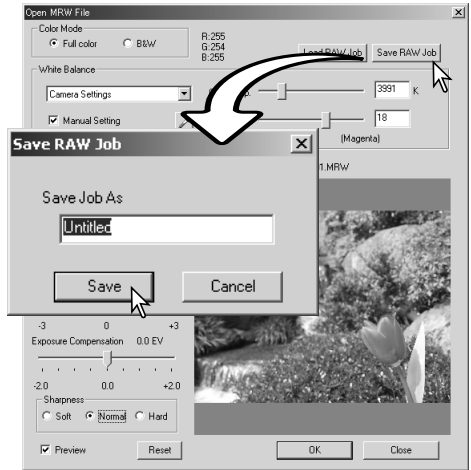 Open MRW File
Color Mode
Full color B&W
R:255
G:254
B:255
Load RAW Job Save RAW Job
White Balance
Camera Settings
3991 K
Manual Setting
18
(Magenta)
1.MRW
Save RAW Job
Save Job As
Untitled
Save Cancel
-3 0 +3
Exposure Compensation 0.0 EV
-2.0 0.0 +2.0
Sharpness
Soft Normal Hard
Preview Reset OK Close